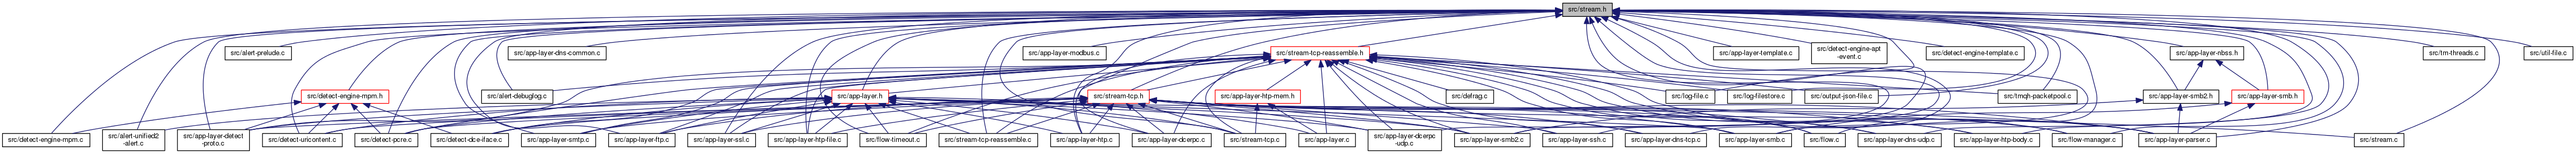 src/stream.h
src/alert-prelude.c
src/app-layer-dns-common.c
src/app-layer-modbus.c
src/stream-tcp-reassemble.h
src/app-layer-template.c
src/detect-engine-apt
-event.c
src/detect-engine-template.c
src/app-layer-nbss.h
src/tm-threads.c
src/util-file.c
src/detect-engine-mpm.h
src/alert-debuglog.c
src/app-layer.h
src/stream-tcp.h
src/app-layer-htp-mem.h
src/defrag.c
src/log-file.c
src/log-filestore.c
src/output-json-file.c
src/tmqh-packetpool.c
src/app-layer-smb2.h
src/app-layer-smb.h
src/detect-engine-mpm.c
src/alert-unified2
-alert.c
src/app-layer-detect
-proto.c
src/detect-uricontent.c
src/detect-pcre.c
src/detect-dce-iface.c
src/app-layer-smtp.c
src/app-layer-ftp.c
src/app-layer-ssl.c
src/app-layer-htp-file.c
src/flow-timeout.c
src/stream-tcp-reassemble.c
src/app-layer-htp.c
src/app-layer-dcerpc.c
src/stream-tcp.c
src/app-layer.c
src/app-layer-dcerpc
-udp.c
src/app-layer-smb2.c
src/app-layer-ssh.c
src/app-layer-dns-tcp.c
src/app-layer-smb.c
src/flow.c
src/app-layer-dns-udp.c
src/app-layer-htp-body.c
src/flow-manager.c
src/app-layer-parser.c
src/stream.c